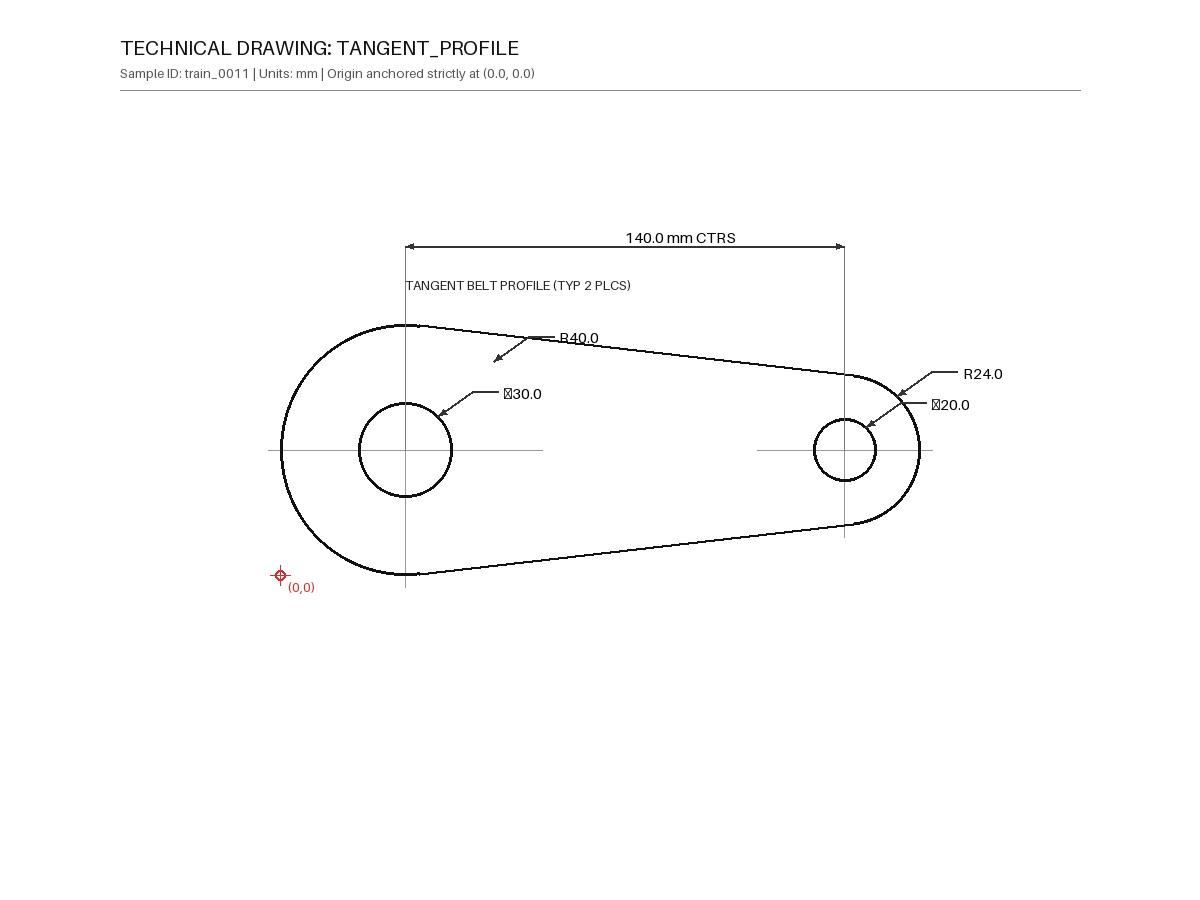 TECHNICAL DRAWING: TANGENT_PROFILE
Sample ID: train_0011 | Units: mm | Origin anchored strictly at (0.0, 0.0)
140.0 mm CTRS
TANGENT BELT PROFILE (TYP 2 PLCS)
R40.0
R24.0
30.0
20.0
(0,0)